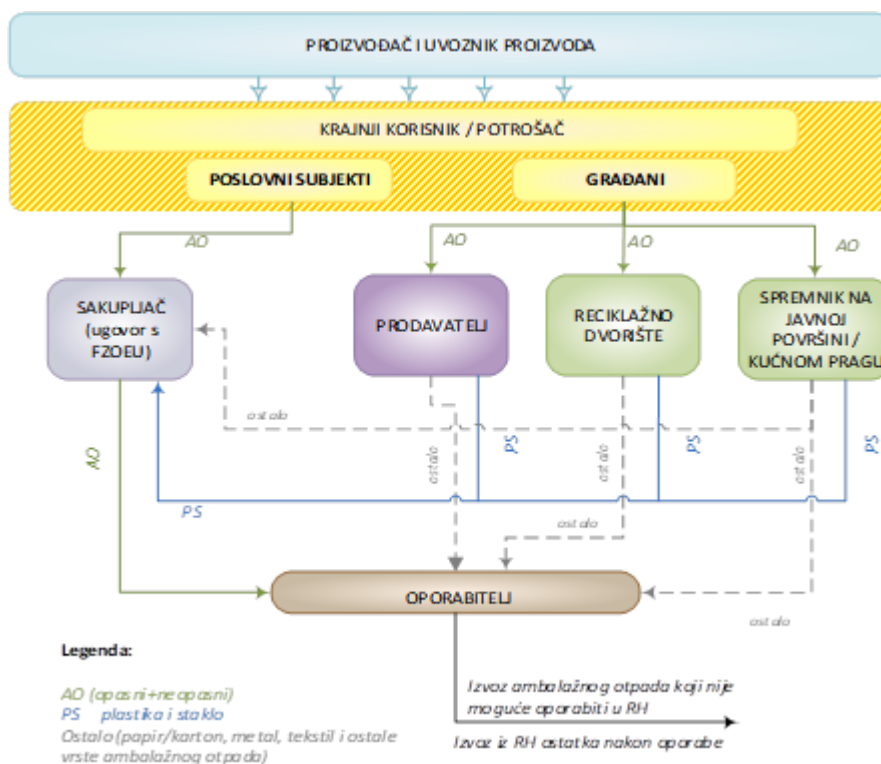 PROIZVOĐAČ I UVOZNIK PROIZVODA
KRAJNJI KORISNIK / POTROŠAČ
POSLOVNI SUBJEKTI
GRAĐANI
AO
AO
AO
AO
SAKUPLJAČ
(ugovor s
FZOEU)
PRODAVATELJ
RECIKLAŽNO
DVORIŠTE
SPREMNIK NA
JAVNOJ
POVRŠINI /
KUĆNOM PRAGU
ostalo
AO
ostalo
PS
ostalo
PS
ostalo
PS
PS
ostalo
OPORABITELJ
ostalo
Legenda:
AO (opasni+neopasni)
PS plastika i staklo
Ostalo (papir/karton, metal, tekstil i ostale
vrste ambalažnog otpada)
Izvoz ambalažnog otpada koji nije
moguće oporabiti u RH
Izvoz iz RH ostatka nakon oporabe